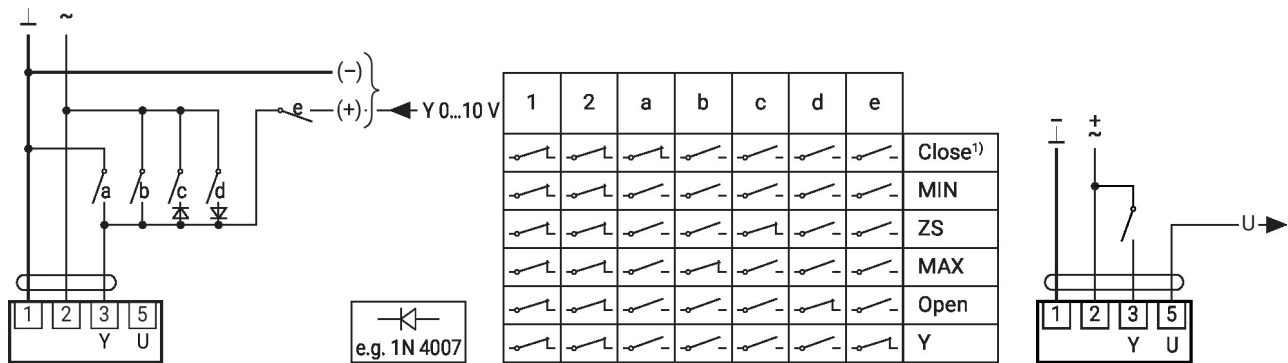 ⊥ ~
(–)
e (+) Y 0...10 V
a b c d
1 2 3 5
Y U
e.g. 1N 4007
1 2 a b c d e
Close¹⁾
MIN
ZS
MAX
Open
Y
– +
⊥ ~
U
1 2 3 5
Y U